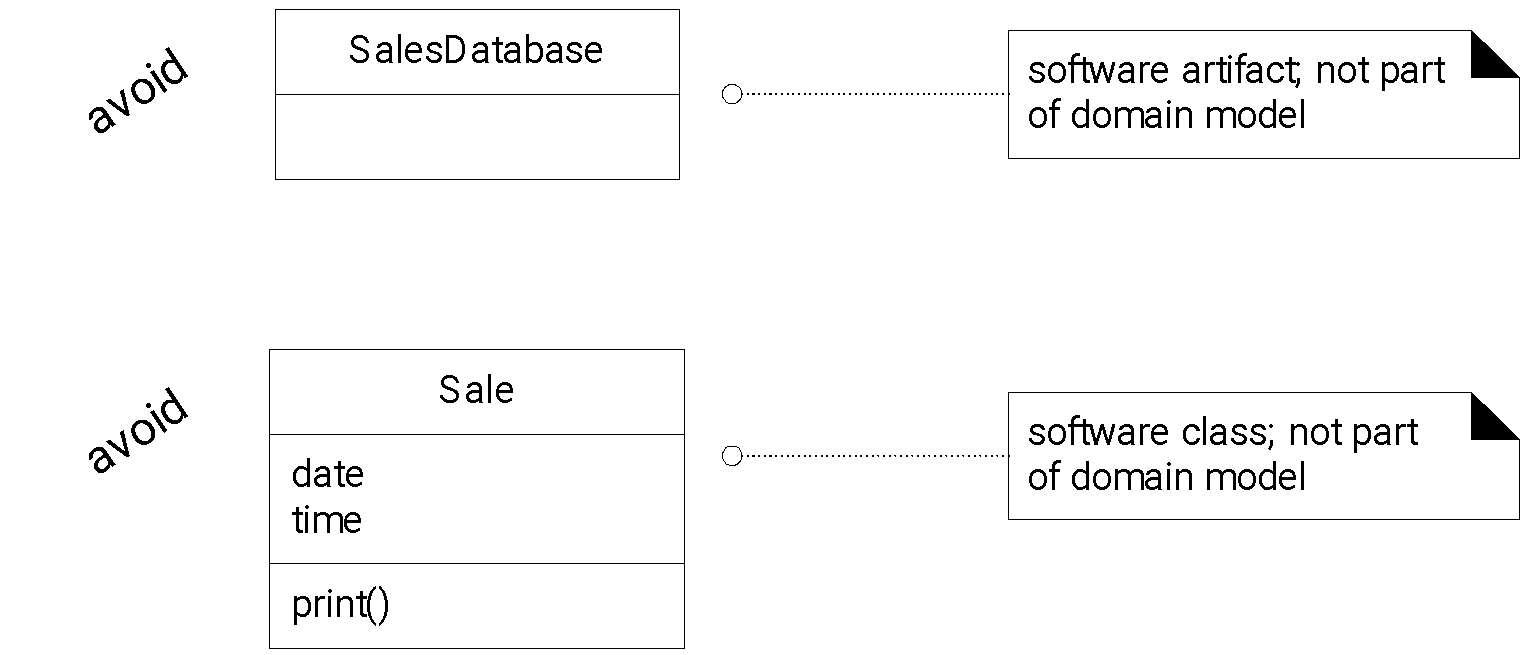 avoid
SalesDatabase
software artifact; not part
of domain model
avoid
Sale
date
time
print()
software class; not part
of domain model